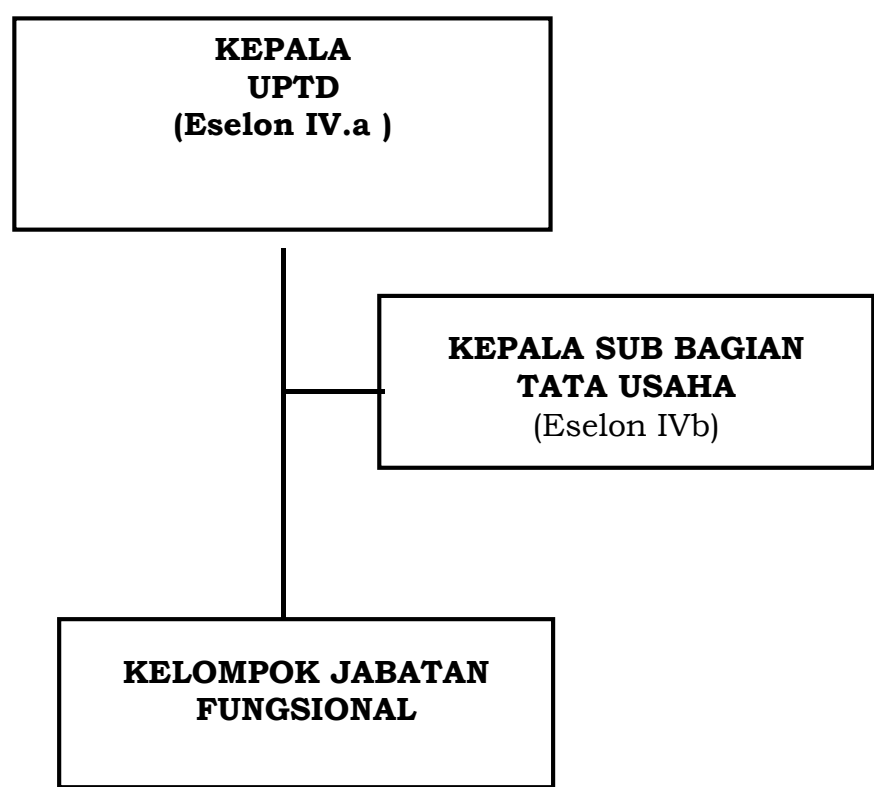 KEPALA
UPTD
(Eselon IV.a )
KEPALA SUB BAGIAN
TATA USAHA
(Eselon IVb)
KELOMPOK JABATAN
FUNGSIONAL